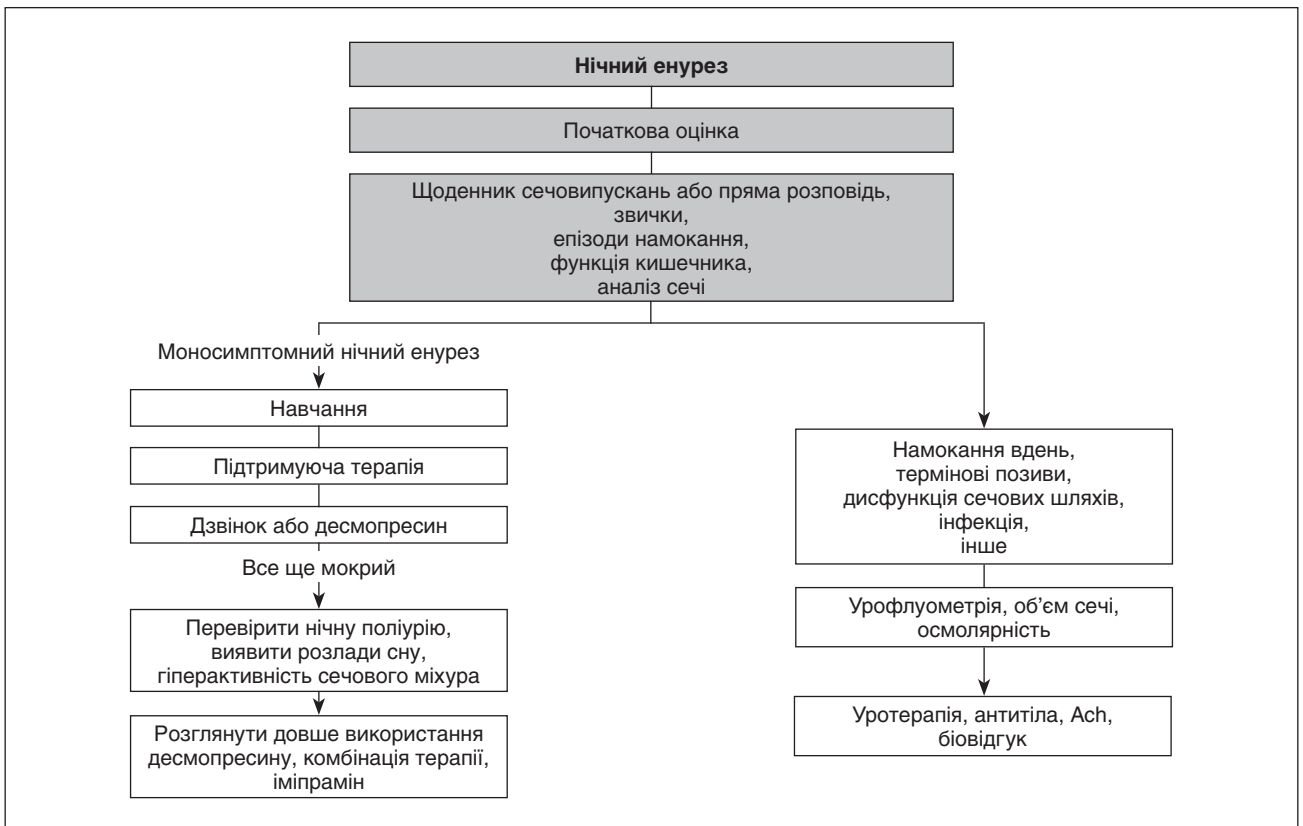 Нічний енурез
Початкова оцінка
Щоденник сечовипускань або пряма розповідь,
звички,
епізоди намокання,
функція кишечника,
аналіз сечі
Моносимптомний нічний енурез
Навчання
Підтримуюча терапія
Дзвінок або десмопресин
Все ще мокрий
Перевірити нічну поліурію,
виявити розлади сну,
гіперактивність сечового міхура
Розглянути довше використання
десмопресину, комбінація терапії,
іміпрамін
Намокання вдень,
термінові позиви,
дисфункція сечових шляхів,
інфекція,
інше
Урофлуометрія, об’єм сечі,
осмолярність
Уротерапія, антитіла, Ach,
біовідгук